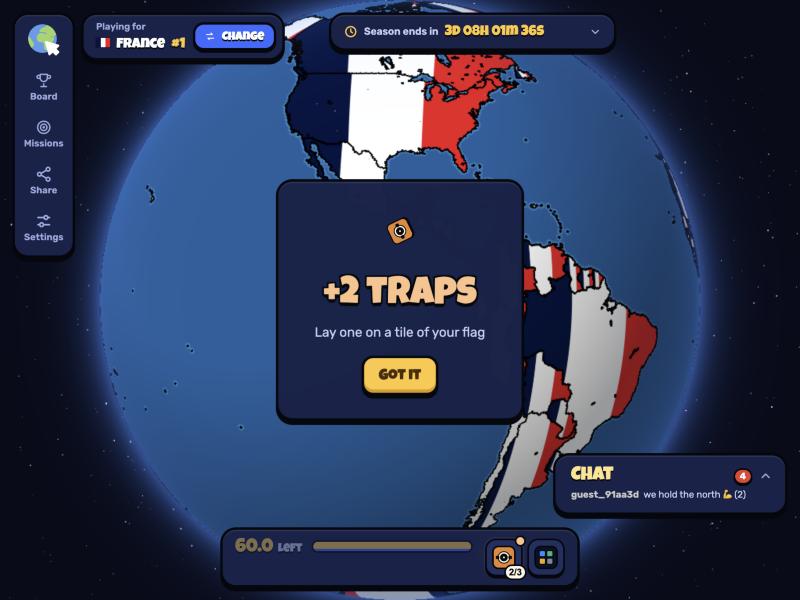 Playing for
FRANCE #1
CHANGE
Season ends in 3D 08H 01m 36S
Board
Missions
Share
Settings
+2 TRAPS
Lay one on a tile of your flag
GOT IT
CHAT
4
guest_91aa3d we hold the north 💪 (2)
60.0 LEFT
2/3